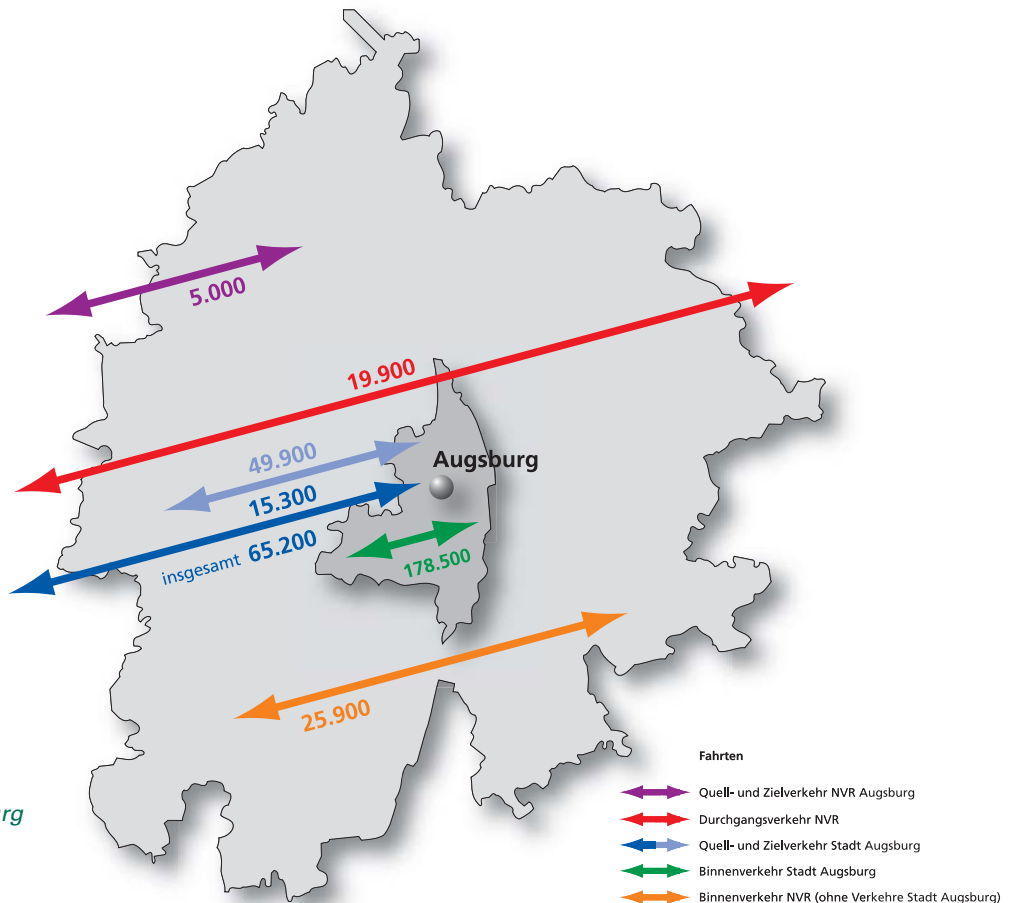 5.000
19.900
49.900
Augsburg
15.300
insgesamt 65.200
178.500
25.900
rg
Fahrten
Quell- und Zielverkehr NVR Augsburg
Durchgangsverkehr NVR
Quell- und Zielverkehr Stadt Augsburg
Binnenverkehr Stadt Augsburg
Binnenverkehr NVR (ohne Verkehre Stadt Augsburg)